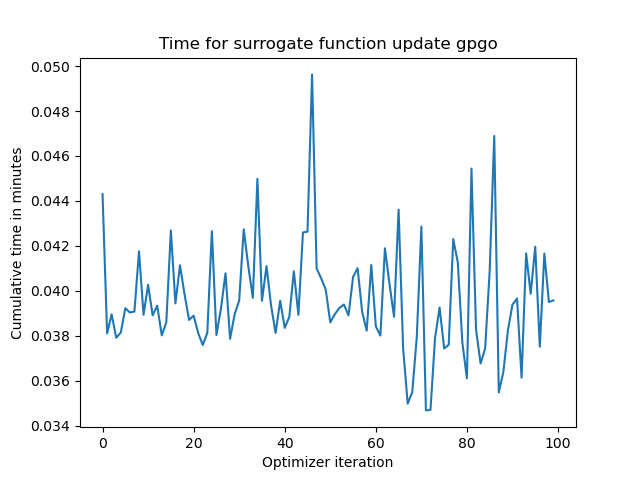 Time for surrogate function update gpgo
Cumulative time in minutes
0.050
0.048
0.046
0.044
0.042
0.040
0.038
0.036
0.034
0 20 40 60 80 100
Optimizer iteration